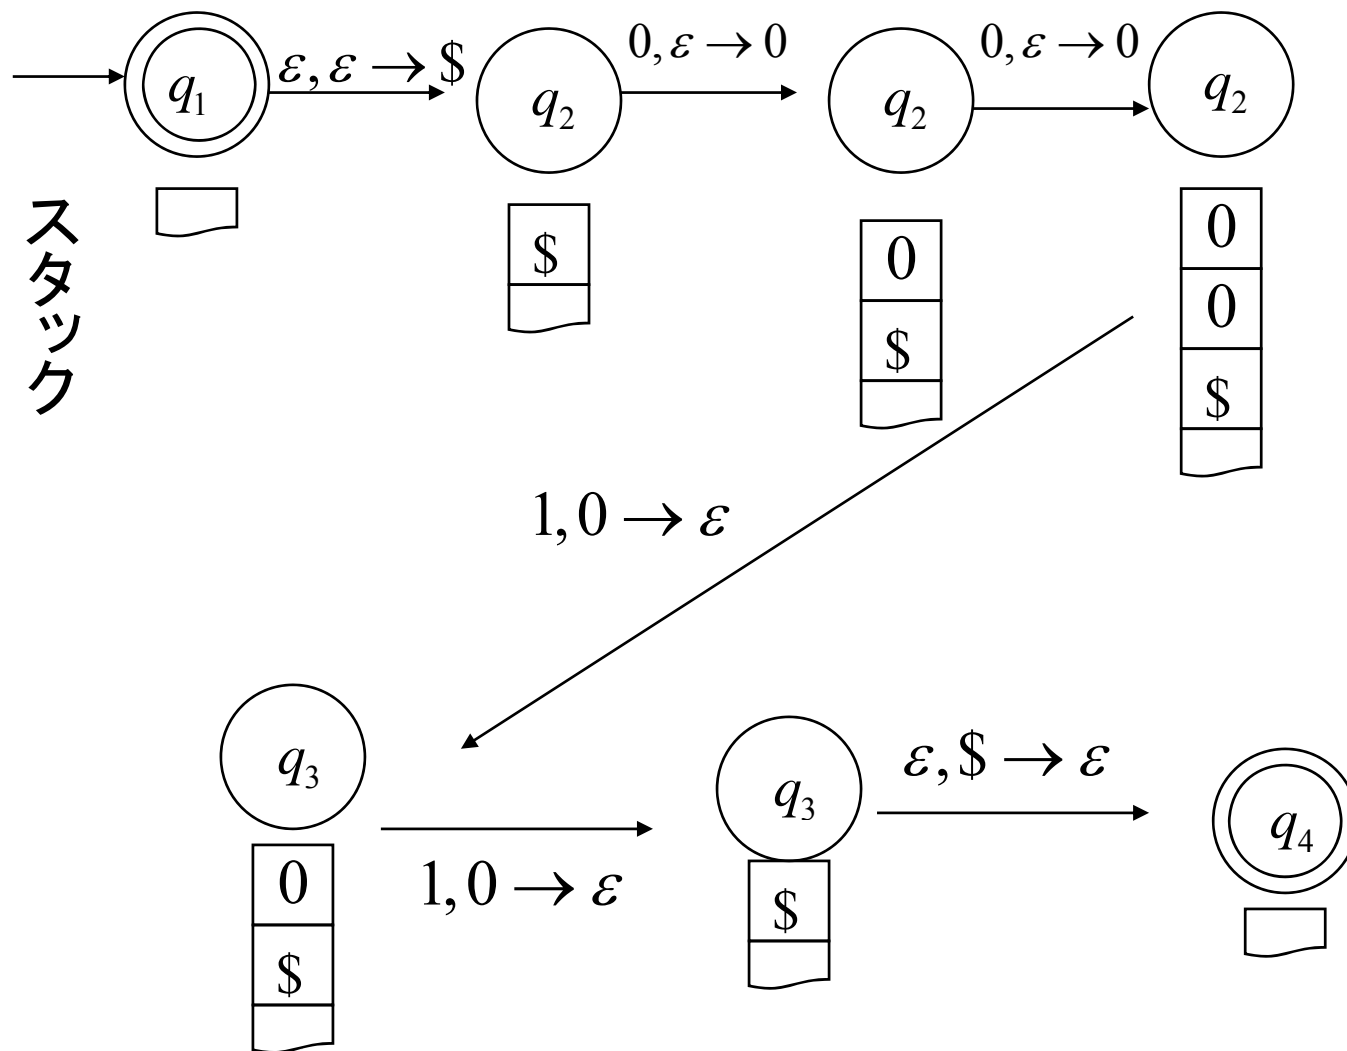 q₁
ε, ε → $
q₂
0, ε → 0
q₂
0, ε → 0
q₂
スタック
$
0
$
0
0
$
1, 0 → ε
q₃
0
$
1, 0 → ε
q₃
$
ε, $ → ε
q₄